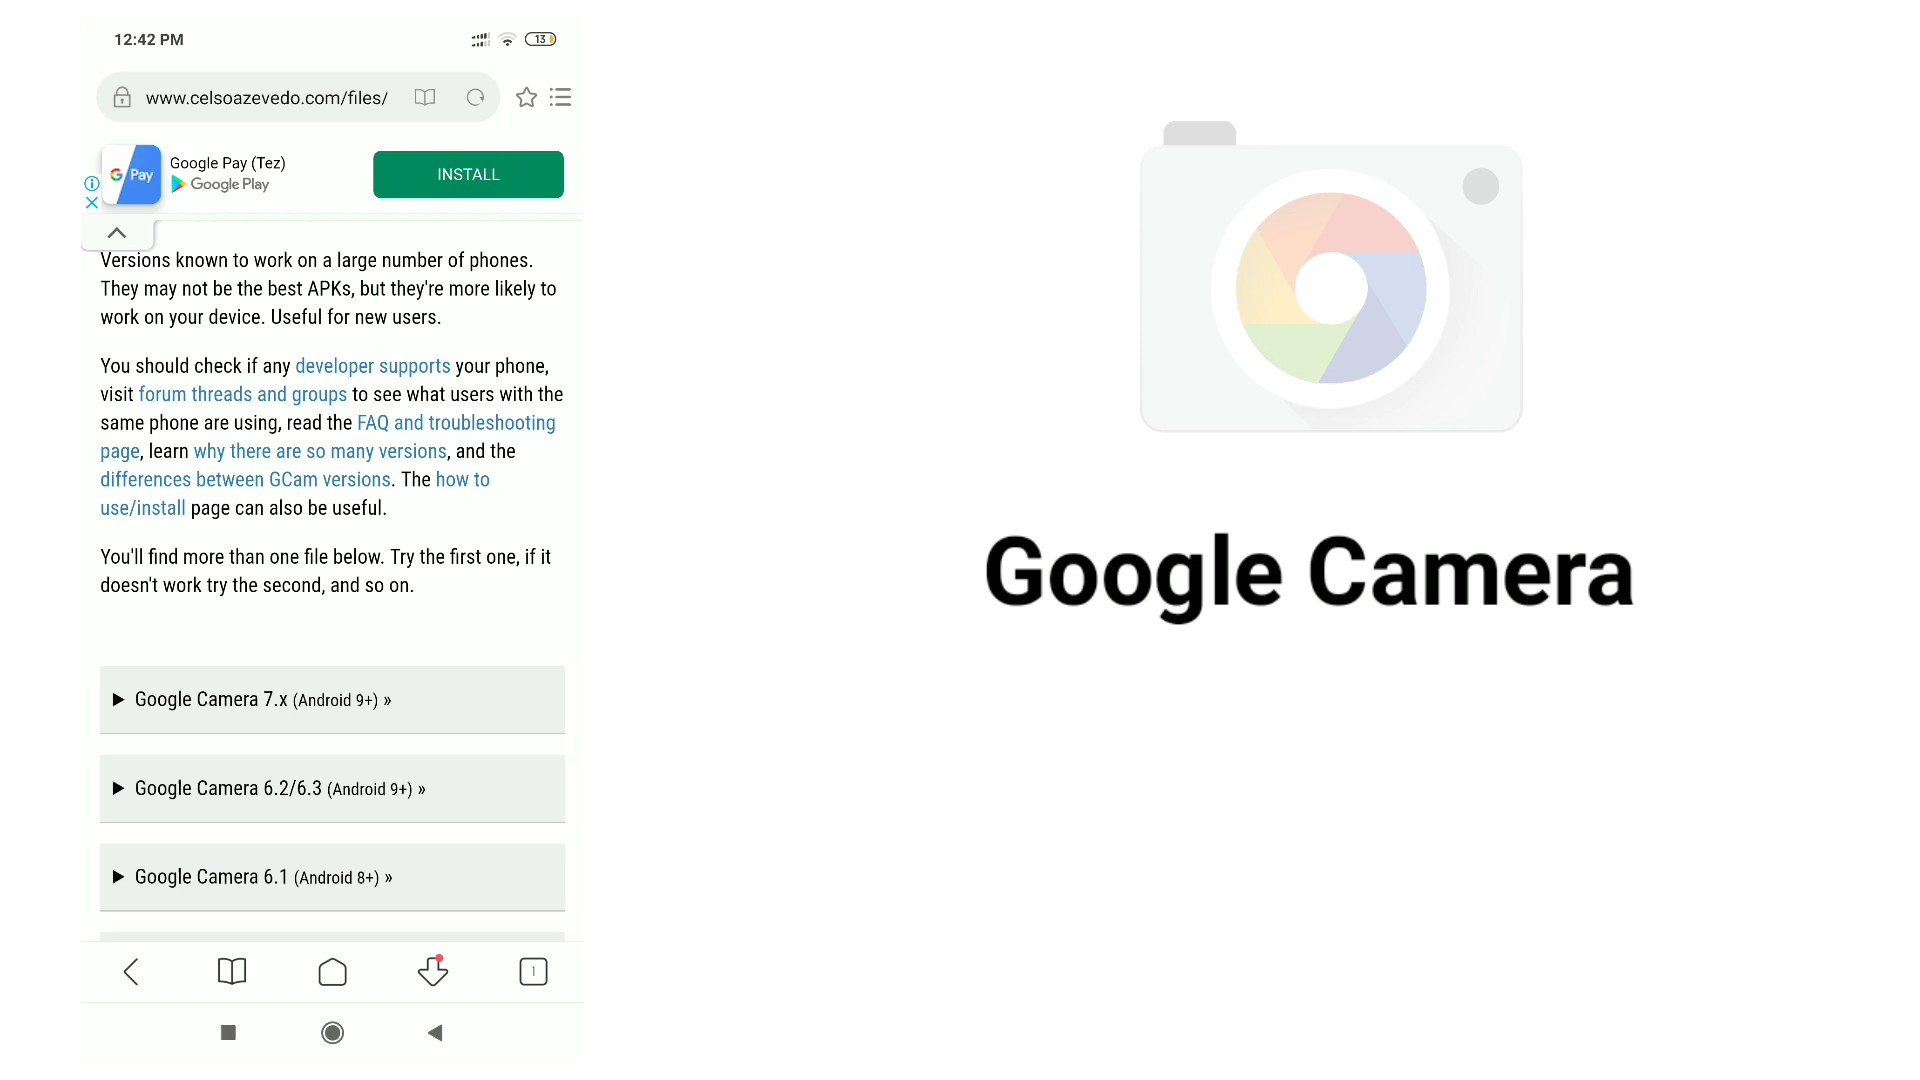 12:42 PM
13
www.celsoazevedo.com/files/
G Pay
Google Pay (Tez)
Google Play
INSTALL
Versions known to work on a large number of phones.
They may not be the best APKs, but they're more likely to
work on your device. Useful for new users.
You should check if any developer supports your phone,
visit forum threads and groups to see what users with the
same phone are using, read the FAQ and troubleshooting
page, learn why there are so many versions, and the
differences between GCam versions. The how to
use/install page can also be useful.
You'll find more than one file below. Try the first one, if it
doesn't work try the second, and so on.
Google Camera 7.x (Android 9+) »
Google Camera 6.2/6.3 (Android 9+) »
Google Camera 6.1 (Android 8+) »
1
Google Camera